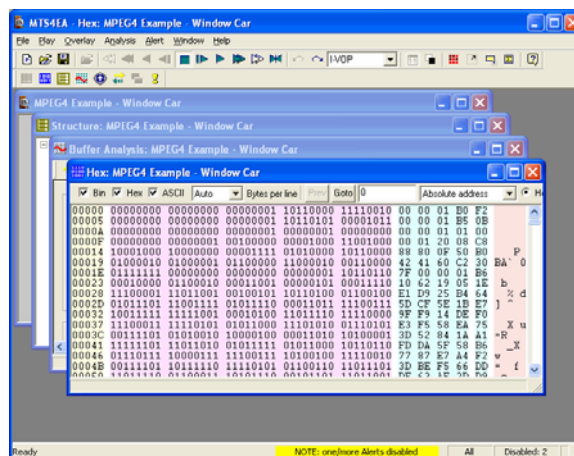 MTS4EA - Hex: MPEG4 Example - Window Car
File Play Overlay Analysis Alert Window Help
I-VOP
MPEG4 Example - Window Car
Structure: MPEG4 Example - Window Car
Buffer Analysis: MPEG4 Example - Window Car
Hex: MPEG4 Example - Window Car
Bin Hex ASCII Auto Bytes per line Prev Goto 0 Absolute address
00000 00000000 00000000 00000001 10110000 11110010 00 00 01 B0 F2
00005 00000000 00000000 00000001 10110101 00001011 00 00 01 B5 0B
0000A 00000000 00000000 00000001 00000000 00000000 00 00 01 00 00
0000F 00000000 00000001 00100000 00001000 11001000 00 01 20 08 C8
00014 10001000 10000000 00001111 01010000 10110000 88 80 0F 50 B0 P
00019 01000010 01000001 01100000 11000010 00110000 42 41 60 C2 30 BA` 0
0001E 01111111 00000000 00000000 00000001 10110110 7F 00 00 01 B6
00023 00010000 01100010 00011001 00000101 00011110 10 62 19 05 1E b
00028 11100001 11011001 00100101 10110100 01100100 E1 D9 25 B4 64 % d
0002D 01011101 11001111 01011110 00011011 11100111 5D CF 5E 1B E7 ] ^
00032 10011111 11111001 00010100 11011110 11110000 9F F9 14 DE F0
00037 11100011 11110101 01011000 11101010 01110101 E3 F5 58 EA 75 X u
0003C 00111101 01010010 10000100 00011010 10100001 3D 52 84 1A A1 =R
00041 11111101 11011010 01011111 01011000 10110110 FD DA 5F 58 B6 _X
00046 01110111 10000111 11100111 10100100 11110010 77 87 E7 A4 F2 w
0004B 00111101 10111110 11110101 01100110 11011101 3D BE F5 66 DD = f
Ready NOTE: one/more Alerts disabled All Disabled: 2